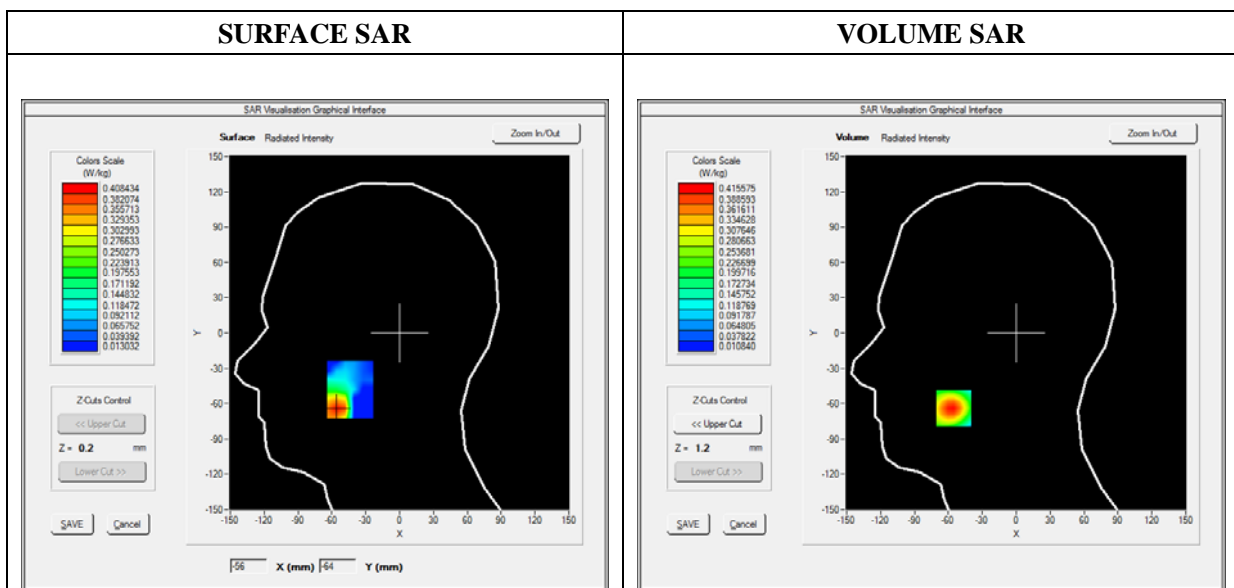 SURFACE SAR
VOLUME SAR
SAR Visualisation Graphical Interface
Surface Radiated Intensity
Zoom In/Out
Colors Scale
(W/kg)
0.408434
0.382074
0.355713
0.329353
0.302993
0.276633
0.250273
0.223913
0.197553
0.171192
0.144832
0.118472
0.092112
0.065752
0.039392
0.013032
Z-Cuts Control
<< Upper Cut
Z = 0.2 mm
Lower Cut >>
SAVE Cancel
150
120
90
60
30
0
-30
-60
-90
-120
-150
Y
-150 -120 -90 -60 -30 0 30 60 90 120 150
X
-56 X (mm) -64 Y (mm)
SAR Visualisation Graphical Interface
Volume Radiated Intensity
Zoom In/Out
Colors Scale
(W/kg)
0.415575
0.388593
0.361611
0.334628
0.307646
0.280663
0.253681
0.226699
0.199716
0.172734
0.145752
0.118769
0.091787
0.064805
0.037822
0.010840
Z-Cuts Control
<< Upper Cut
Z = 1.2 mm
Lower Cut >>
SAVE Cancel
150
120
90
60
30
0
-30
-60
-90
-120
-150
Y
-150 -120 -90 -60 -30 0 30 60 90 120 150
X